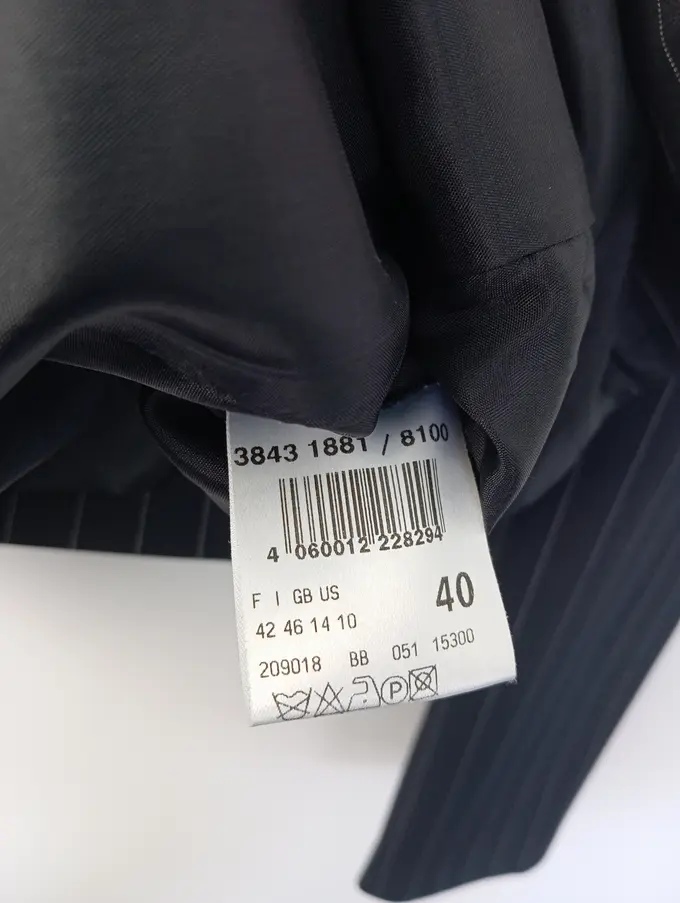 3843 1881 / 8100
4 060012 228294
F I GB US
40
42 46 14 10
209018 BB 051 15300
P